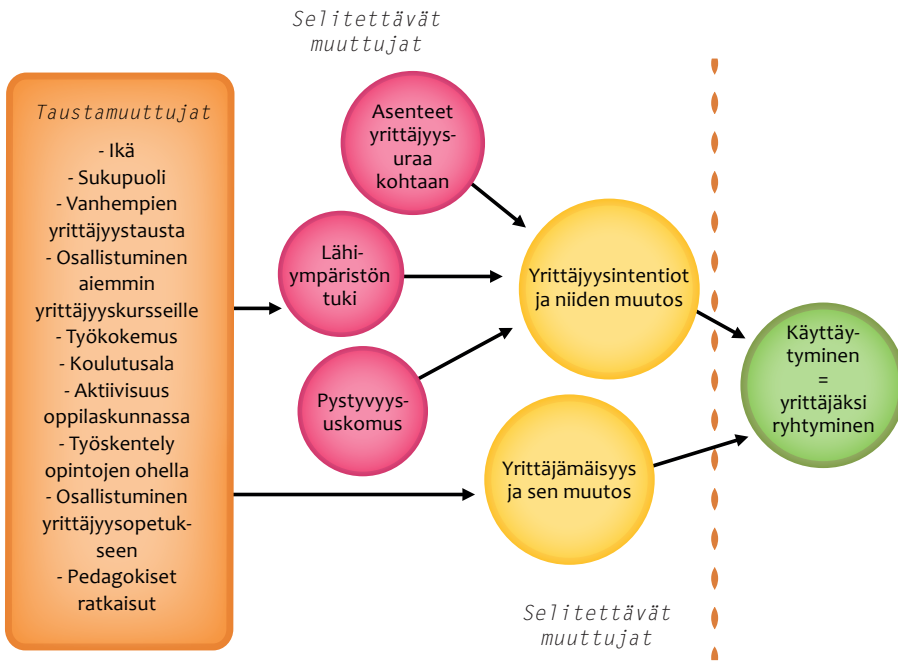 Selitettävät
muuttujat
Taustamuuttujat
- Ikä
- Sukupuoli
- Vanhempien
yrittäjyystausta
- Osallistuminen
aiemmin
yrittäjyyskursseille
- Työkokemus
- Koulutusala
- Aktiivisuus
oppilaskunnassa
- Työskentely
opintojen ohella
- Osallistuminen
yrittäjyysopetuk-
seen
- Pedagokiset
ratkaisut
Asenteet
yrittäjyys-
uraa
kohtaan
Lähi-
ympäristön
tuki
Pystyvyys-
uskomus
Yrittäjyysintentiot
ja niiden muutos
Yrittäjämäisyys
ja sen muutos
Käyttäy-
tyminen
=
yrittäjäksi
ryhtyminen
Selitettävät
muuttujat